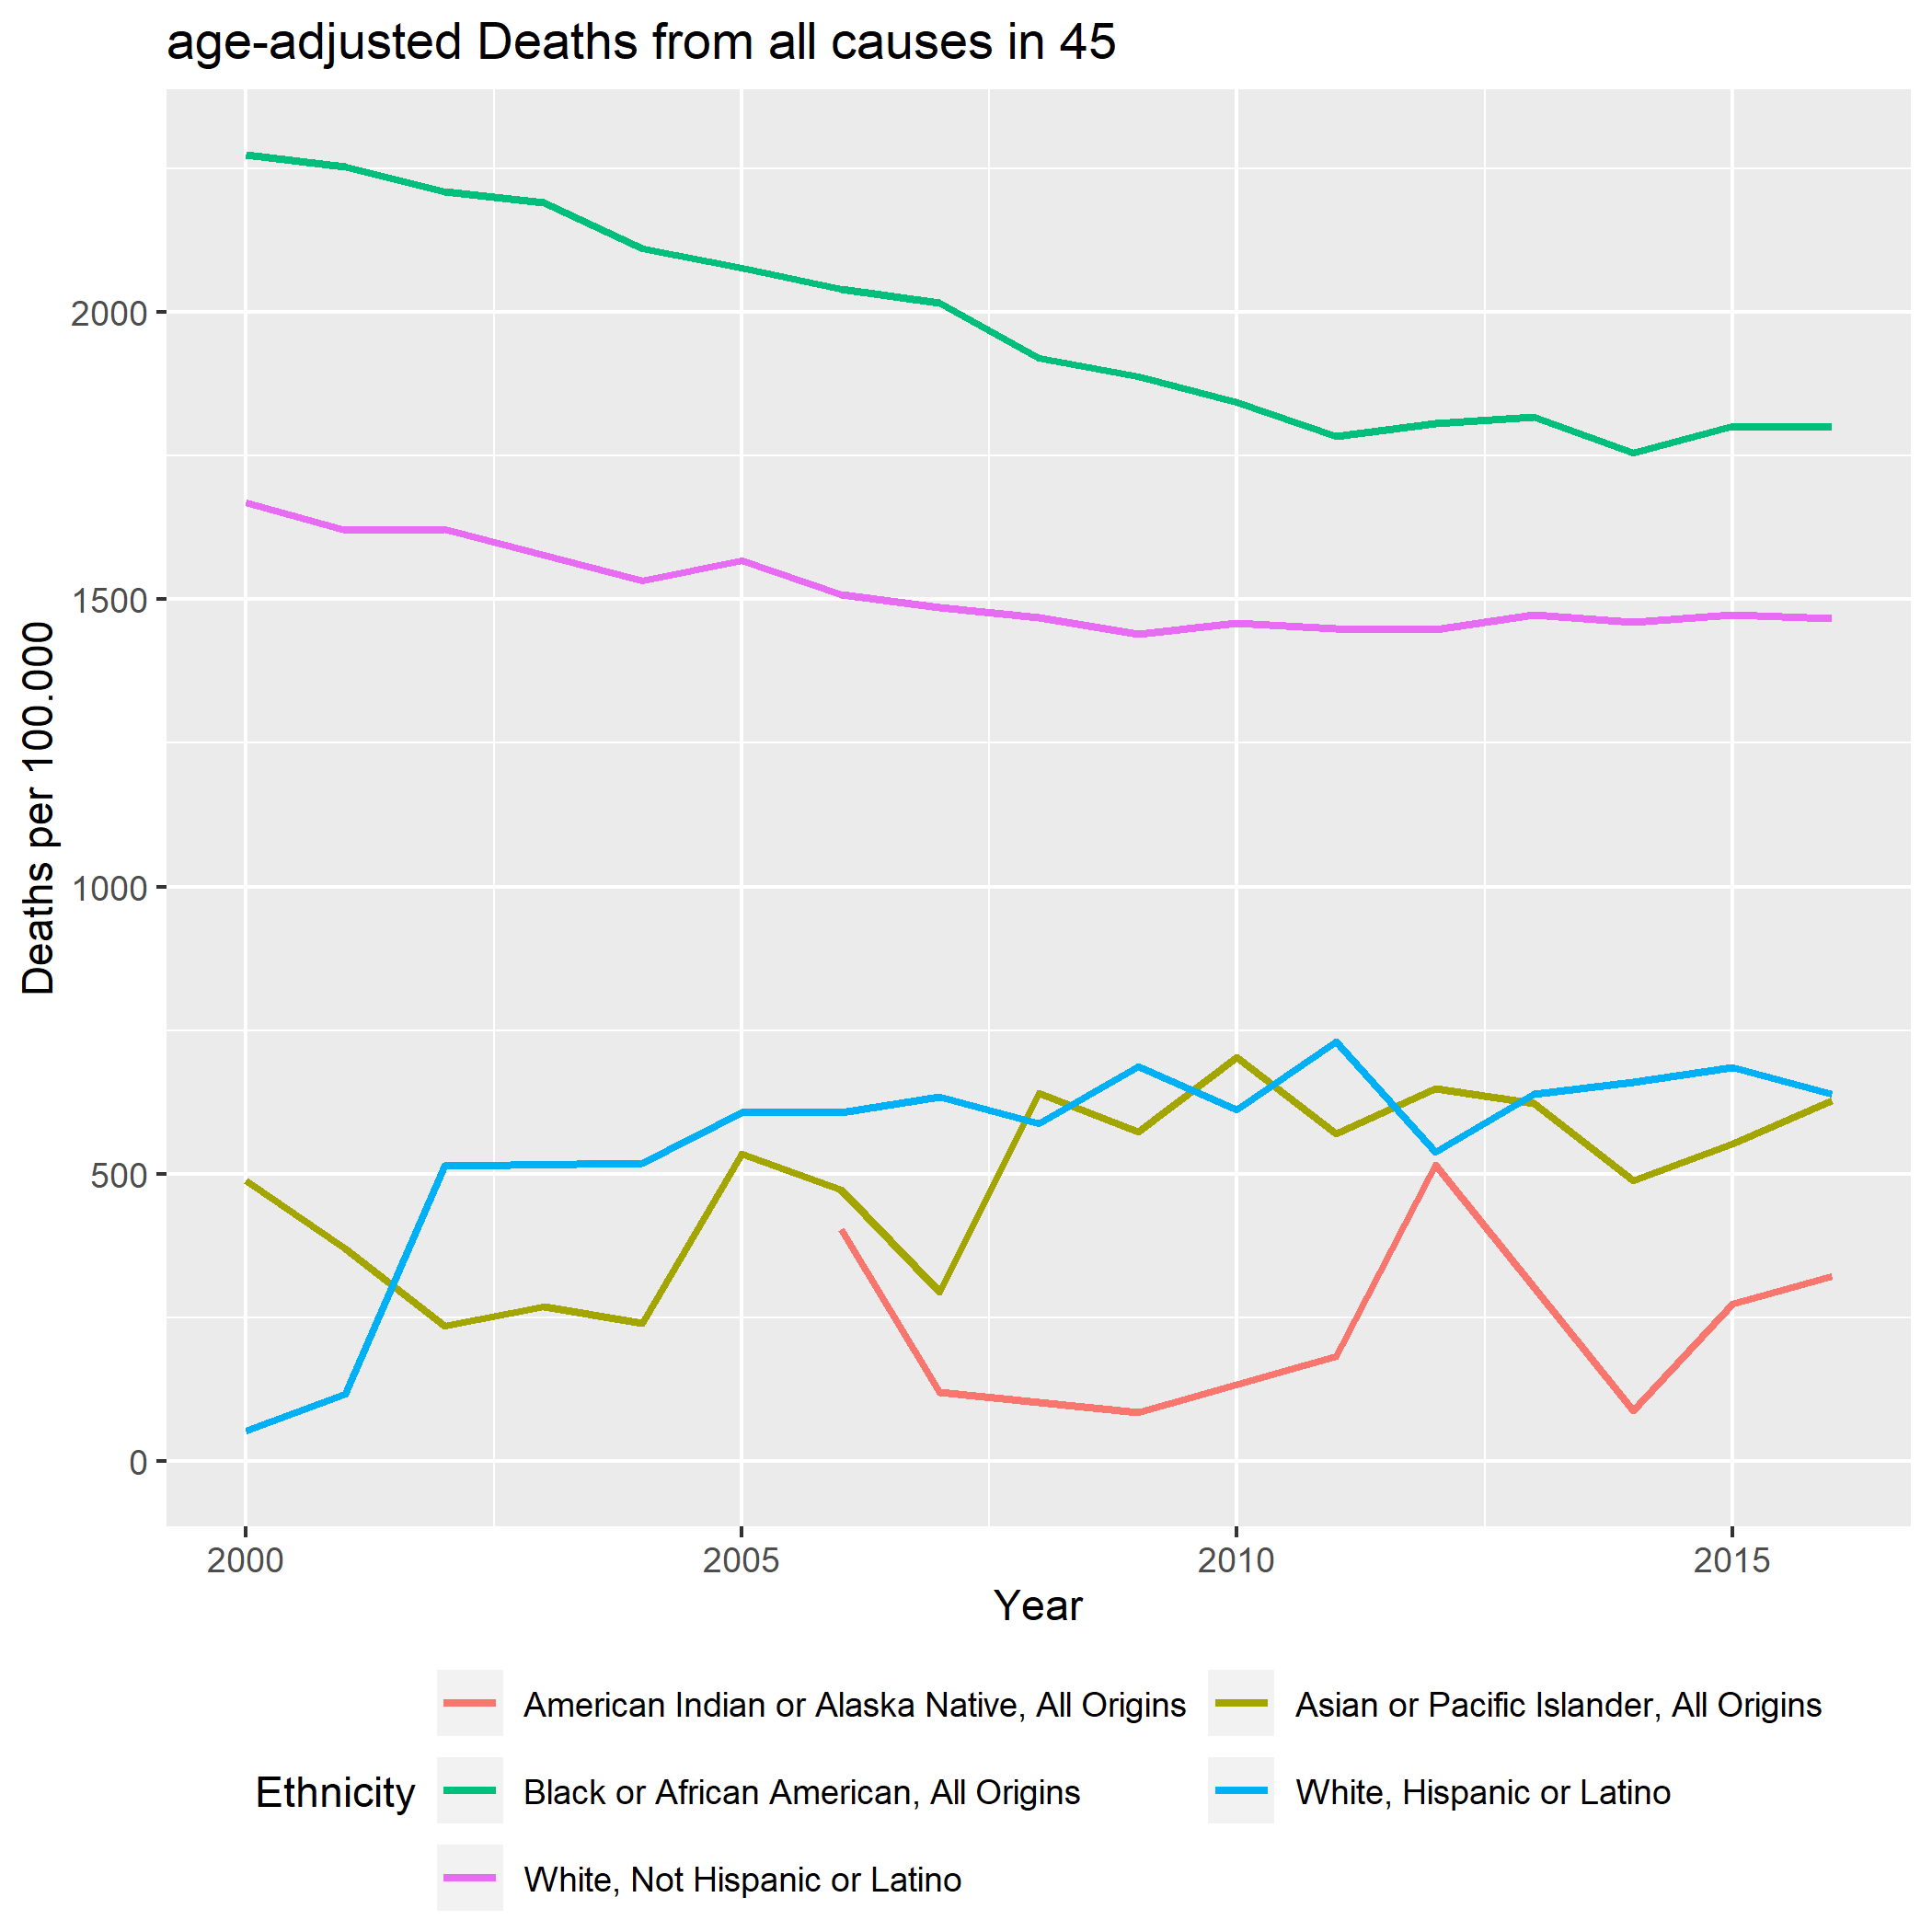 age-adjusted Deaths from all causes in 45
Deaths per 100.000
2000
1500
1000
500
0
2000 2005 2010 2015
Year
Ethnicity
American Indian or Alaska Native, All Origins
Asian or Pacific Islander, All Origins
Black or African American, All Origins
White, Hispanic or Latino
White, Not Hispanic or Latino